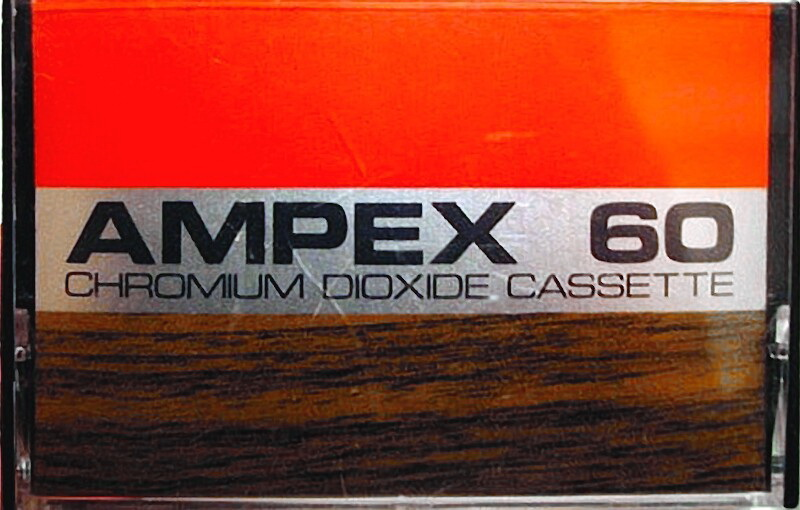 AMPEX 60
CHROMIUM DIOXIDE CASSETTE